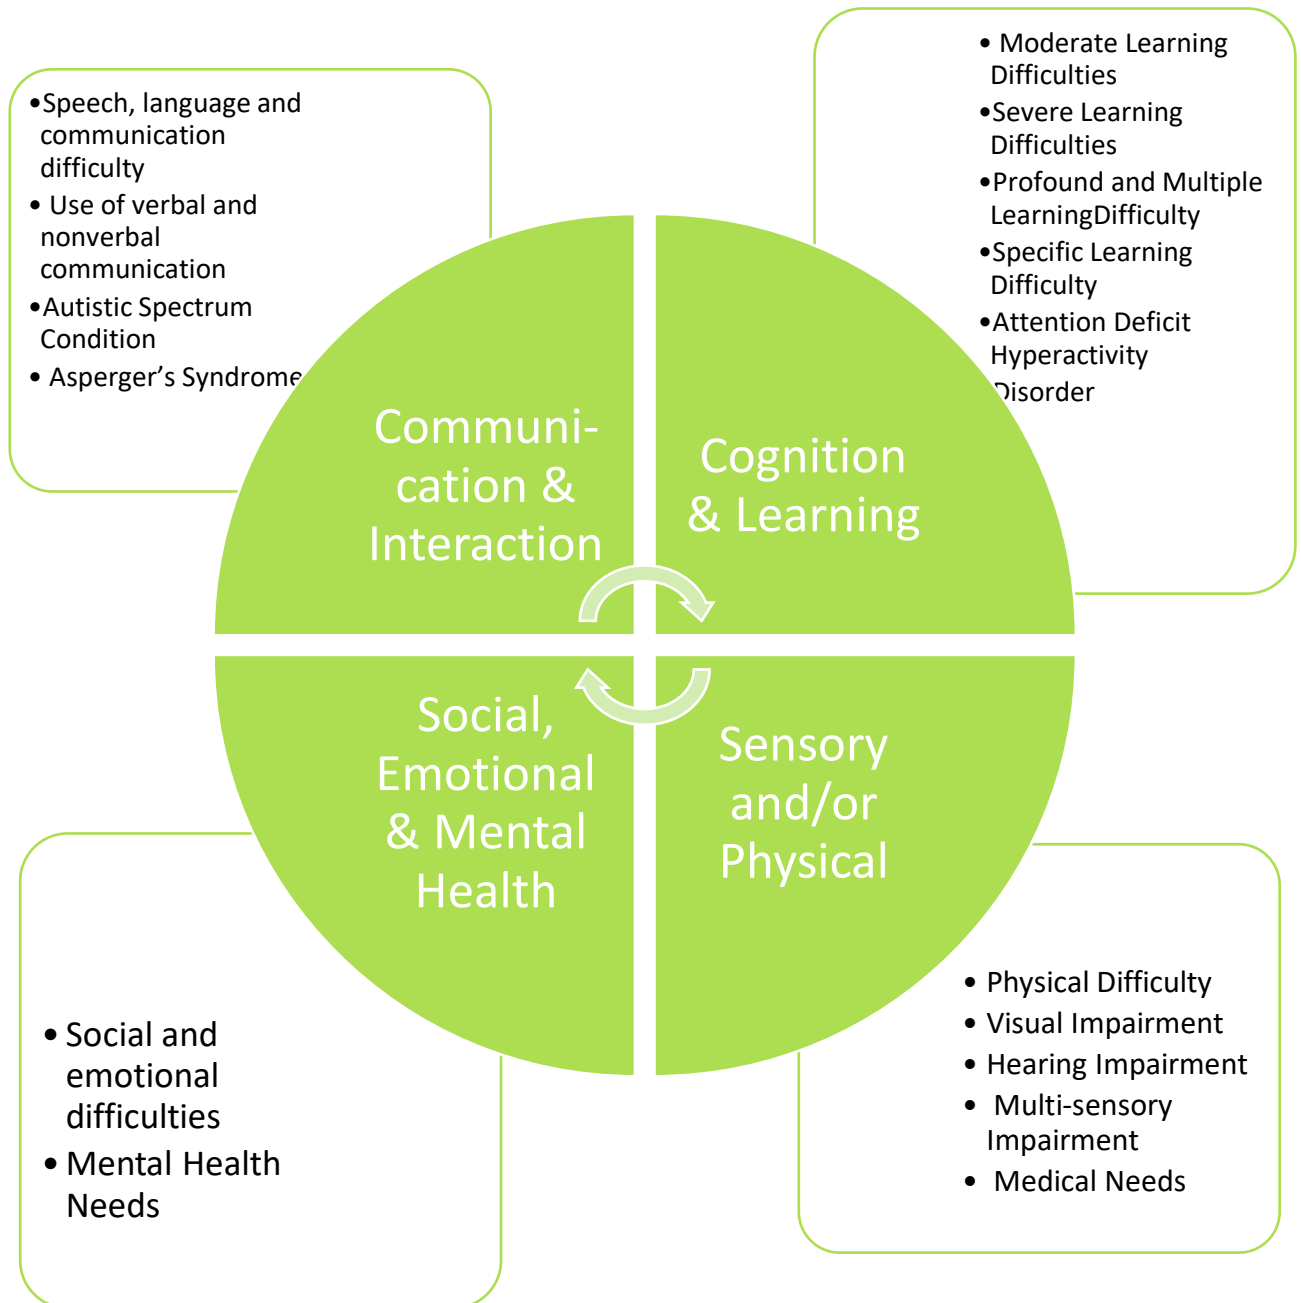 •Speech, language and
communication
difficulty
• Use of verbal and
nonverbal
communication
•Autistic Spectrum
Condition
• Asperger’s Syndrome
• Moderate Learning
Difficulties
•Severe Learning
Difficulties
•Profound and Multiple
LearningDifficulty
•Specific Learning
Difficulty
•Attention Deficit
Hyperactivity
Disorder
Communi-
cation &
Interaction
Cognition
& Learning
Social,
Emotional
& Mental
Health
Sensory
and/or
Physical
• Social and
emotional
difficulties
• Mental Health
Needs
• Physical Difficulty
• Visual Impairment
• Hearing Impairment
• Multi-sensory
Impairment
• Medical Needs